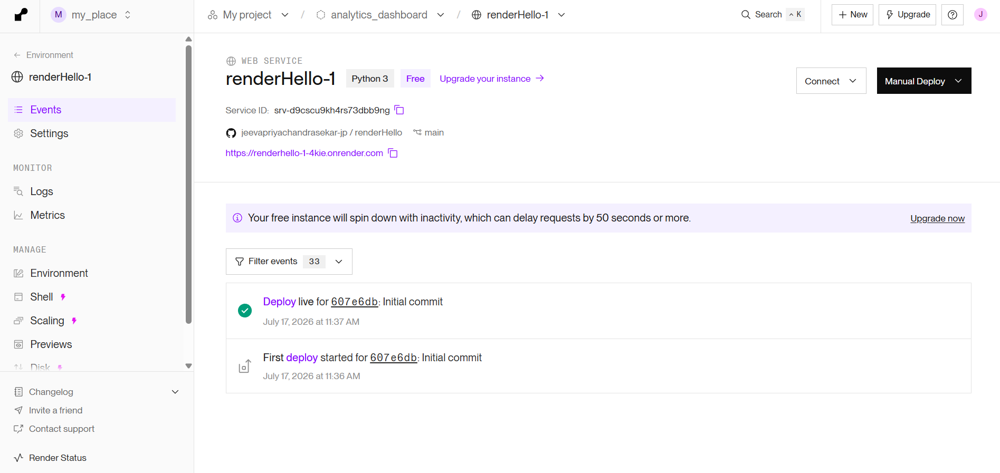 M my_place
My project / analytics_dashboard / renderHello-1
Search ^ K
+ New
Upgrade
J
Environment
renderHello-1
Events
Settings
MONITOR
Logs
Metrics
MANAGE
Environment
Shell
Scaling
Previews
Disk
Changelog
Invite a friend
Contact support
Render Status
WEB SERVICE
renderHello-1 Python 3 Free Upgrade your instance →
Connect
Manual Deploy
Service ID: srv-d9cscu9kh4rs73dbb9ng
jeevapriyachandrasekar-jp / renderHello main
https://renderhello-1-4kie.onrender.com
Your free instance will spin down with inactivity, which can delay requests by 50 seconds or more.
Upgrade now
Filter events 33
Deploy live for 607e6db: Initial commit
July 17, 2026 at 11:37 AM
First deploy started for 607e6db: Initial commit
July 17, 2026 at 11:36 AM